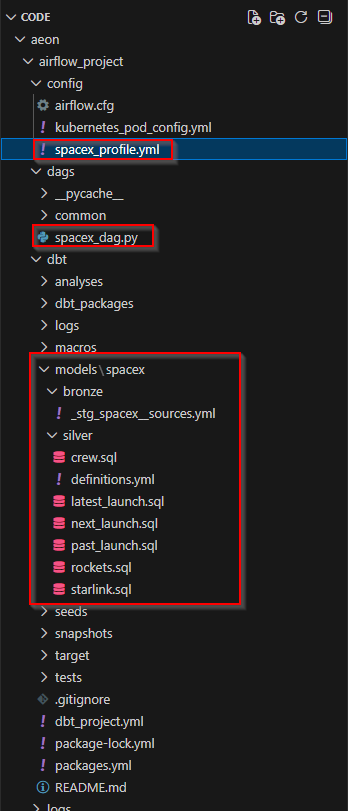 CODE
aeon
airflow_project
config
airflow.cfg
! kubernetes_pod_config.yml
! spacex_profile.yml
dags
__pycache__
common
spacex_dag.py
dbt
analyses
dbt_packages
logs
macros
models\spacex
bronze
! _stg_spacex__sources.yml
silver
crew.sql
! definitions.yml
latest_launch.sql
next_launch.sql
past_launch.sql
rockets.sql
starlink.sql
seeds
snapshots
target
tests
.gitignore
! dbt_project.yml
! package-lock.yml
! packages.yml
README.md
logs